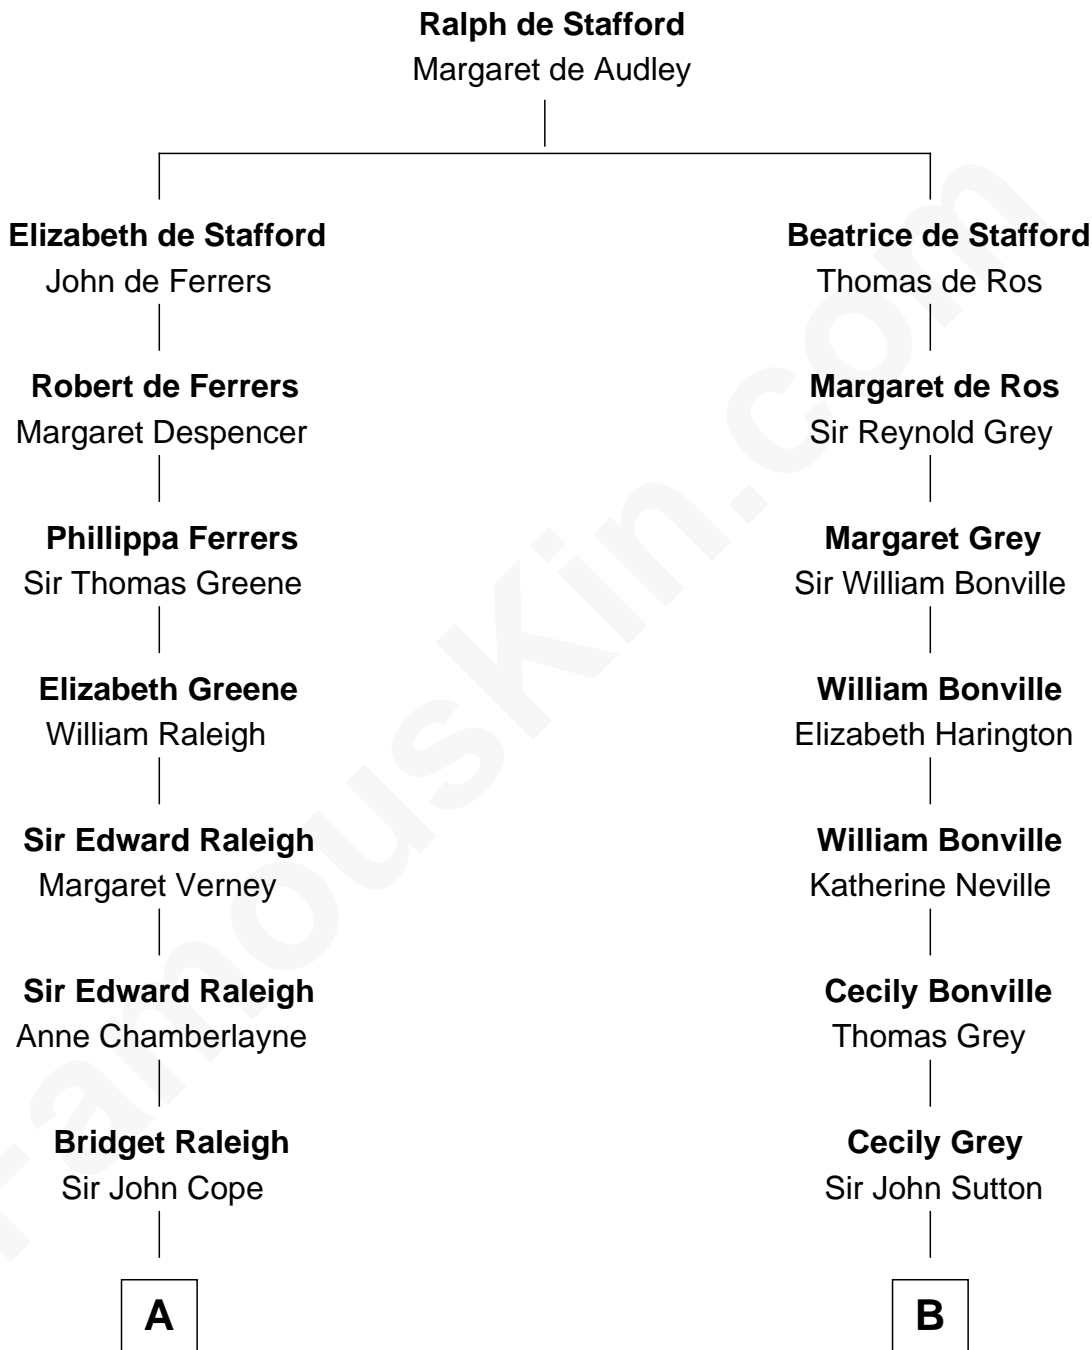 Ralph de Stafford
Margaret de Audley
Elizabeth de Stafford
John de Ferrers
Beatrice de Stafford
Thomas de Ros
Robert de Ferrers
Margaret Despencer
Margaret de Ros
Sir Reynold Grey
Phillippa Ferrers
Sir Thomas Greene
Margaret Grey
Sir William Bonville
Elizabeth Greene
William Raleigh
William Bonville
Elizabeth Harington
Sir Edward Raleigh
Margaret Verney
William Bonville
Katherine Neville
Sir Edward Raleigh
Anne Chamberlayne
Cecily Bonville
Thomas Grey
Bridget Raleigh
Sir John Cope
Cecily Grey
Sir John Sutton
A
B
FamousKin.com